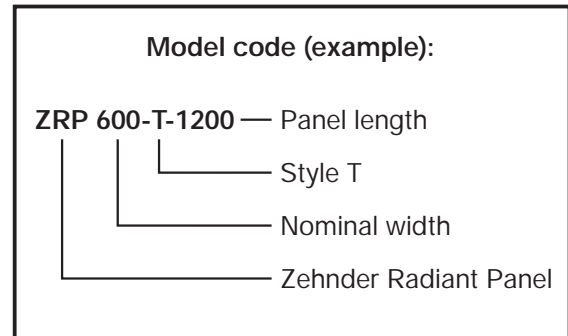 Model code (example):
ZRP 600-T-1200 — Panel length
Style T
Nominal width
Zehnder Radiant Panel